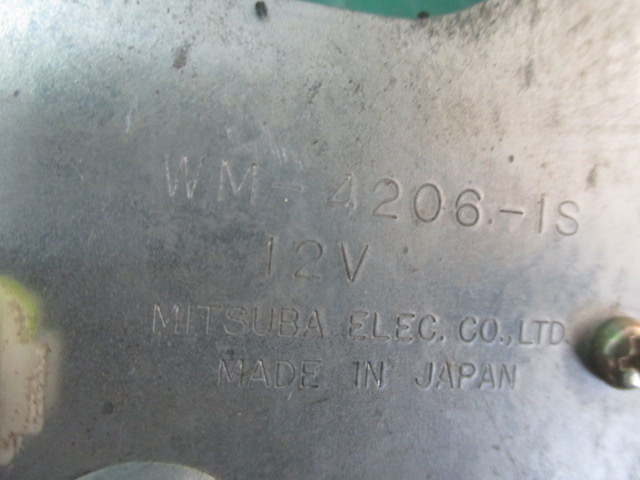 WM-4206.-1S
12V
MITSUBA ELEC. CO., LTD.
MADE IN JAPAN